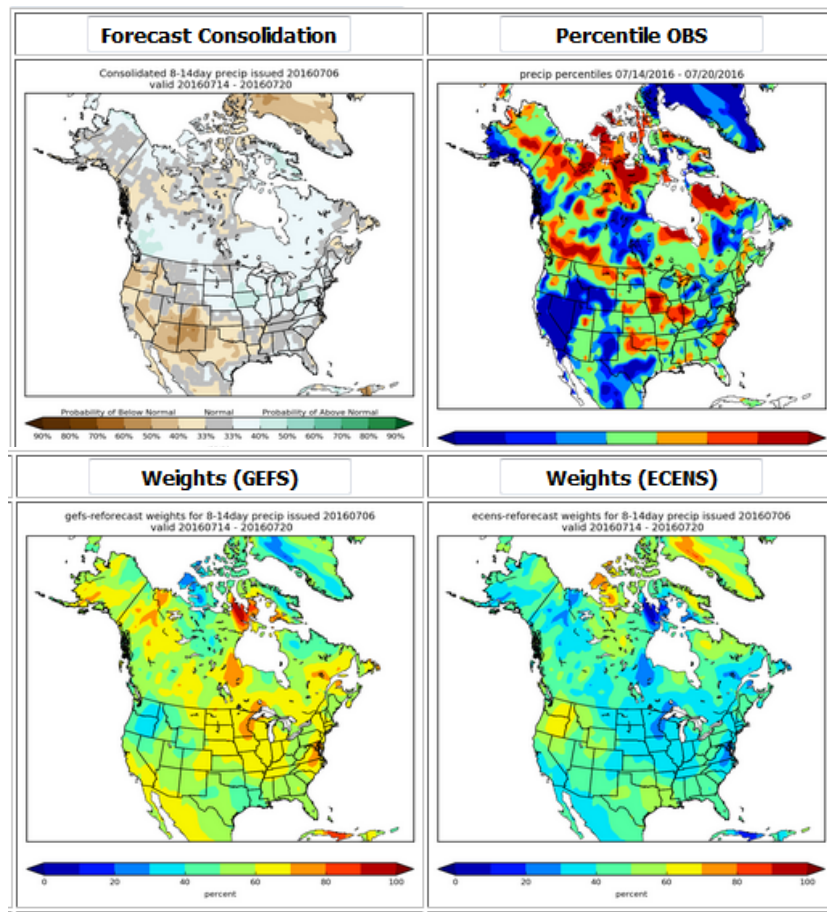 Forecast Consolidation
Percentile OBS
Consolidated 8-14day precip issued 20160706
valid 20160714 - 20160720
precip percentiles 07/14/2016 - 07/20/2016
Probability of Below Normal Normal Probability of Above Normal
90% 80% 70% 60% 50% 40% 33% 33% 40% 50% 60% 70% 80% 90%
Weights (GEFS)
Weights (ECENS)
gefs-reforecast weights for 8-14day precip issued 20160706
valid 20160714 - 20160720
ecens-reforecast weights for 8-14day precip issued 20160706
valid 20160714 - 20160720
0 20 40 60 80 100
percent
0 20 40 60 80 100
percent